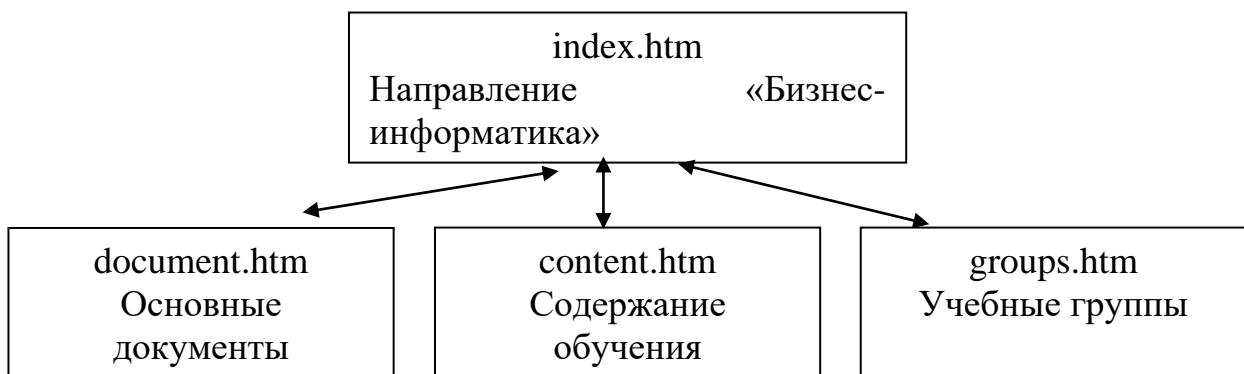 index.htm
Направление «Бизнес-
информатика»
document.htm
Основные
документы
content.htm
Содержание
обучения
groups.htm
Учебные группы